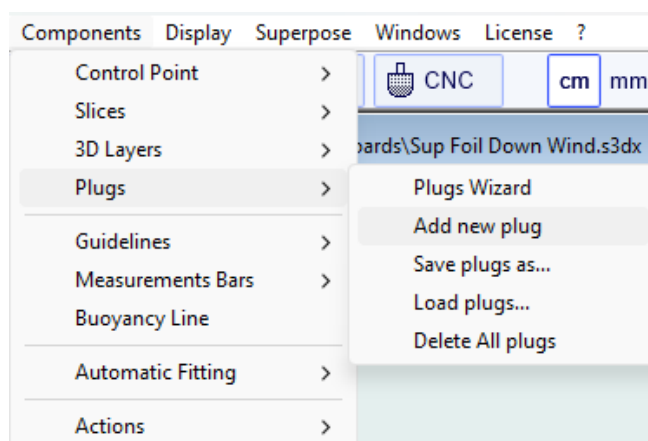 Components Display Superpose Windows License ?
Control Point
CNC cm mm
Slices
3D Layers
oards\Sup Foil Down Wind.s3dx
Plugs
Plugs Wizard
Add new plug
Guidelines
Save plugs as...
Measurements Bars
Load plugs...
Buoyancy Line
Delete All plugs
Automatic Fitting
Actions